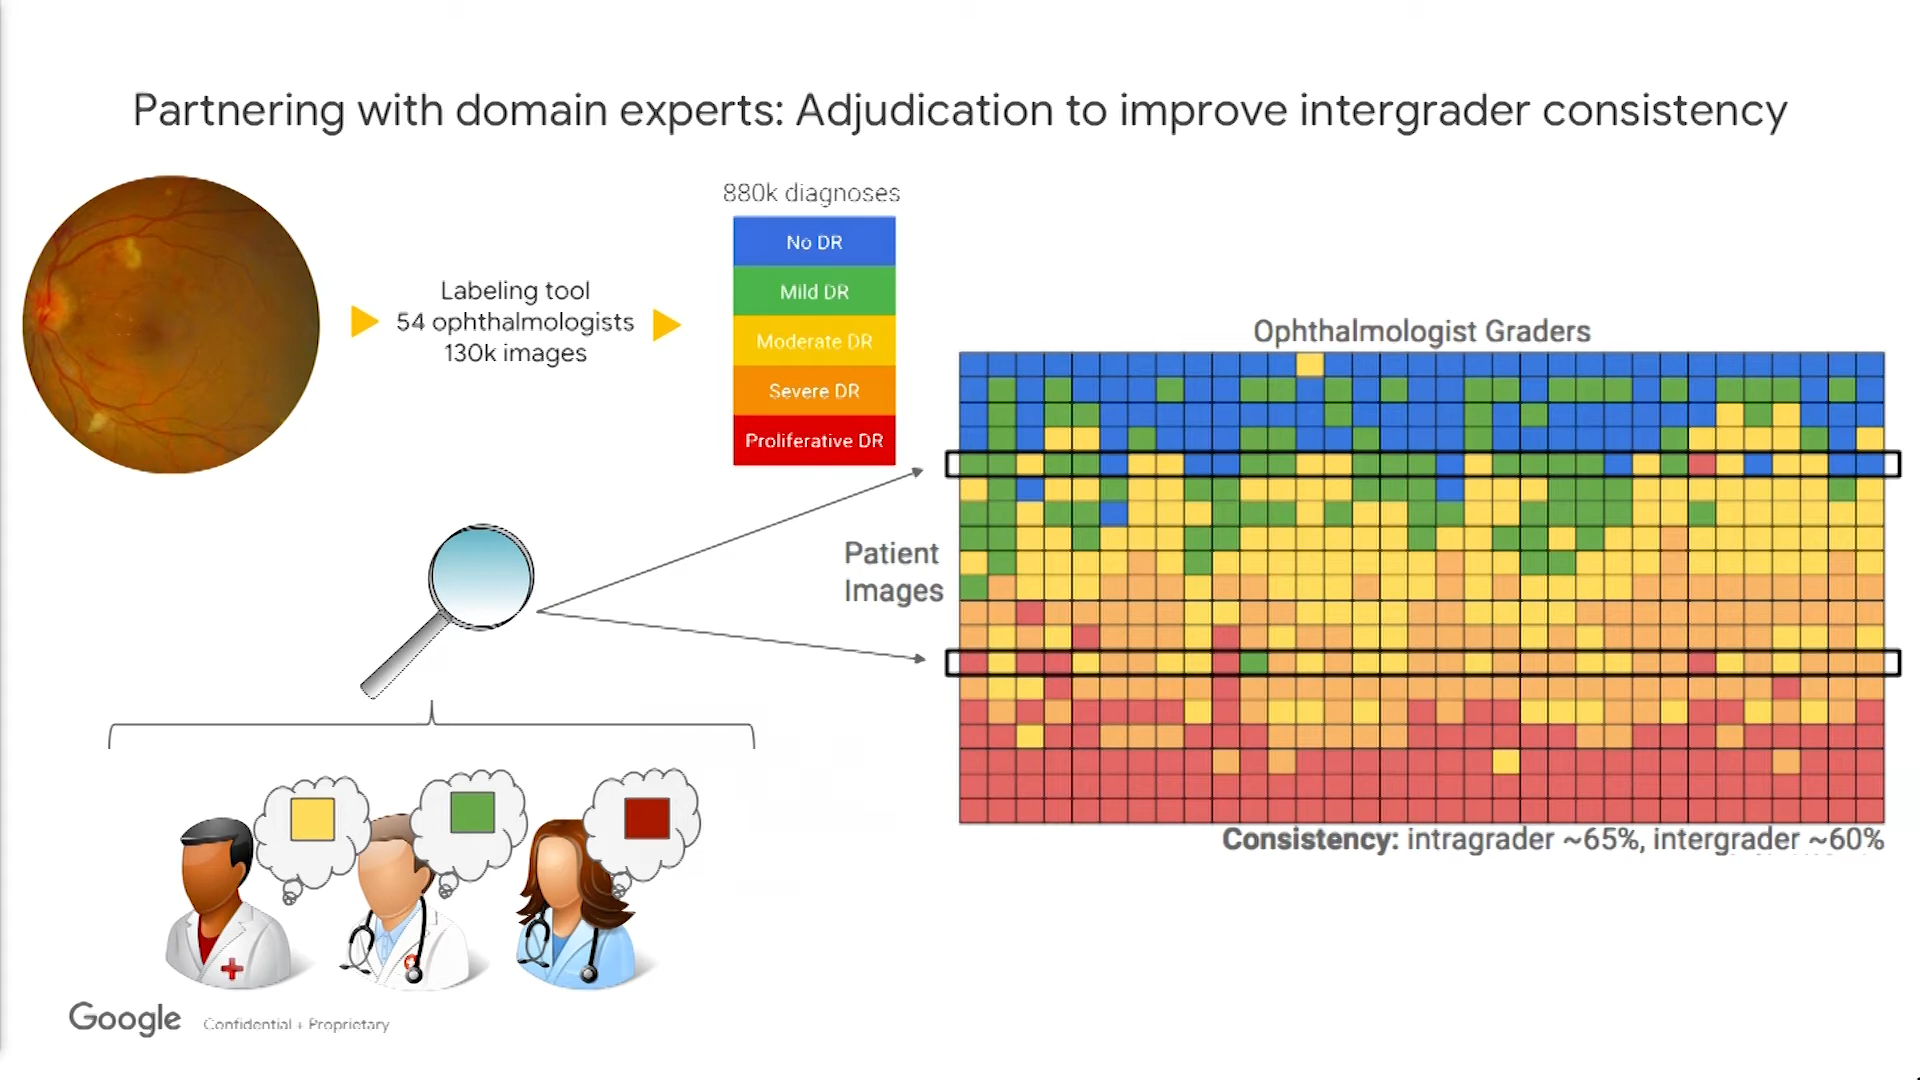 Partnering with domain experts: Adjudication to improve intergrader consistency
880k diagnoses
No DR
Mild DR
Moderate DR
Severe DR
Proliferative DR
Labeling tool
54 ophthalmologists
130k images
Ophthalmologist Graders
Patient
Images
Consistency: intragrader ~65%, intergrader ~60%
Google
Confidential + Proprietary